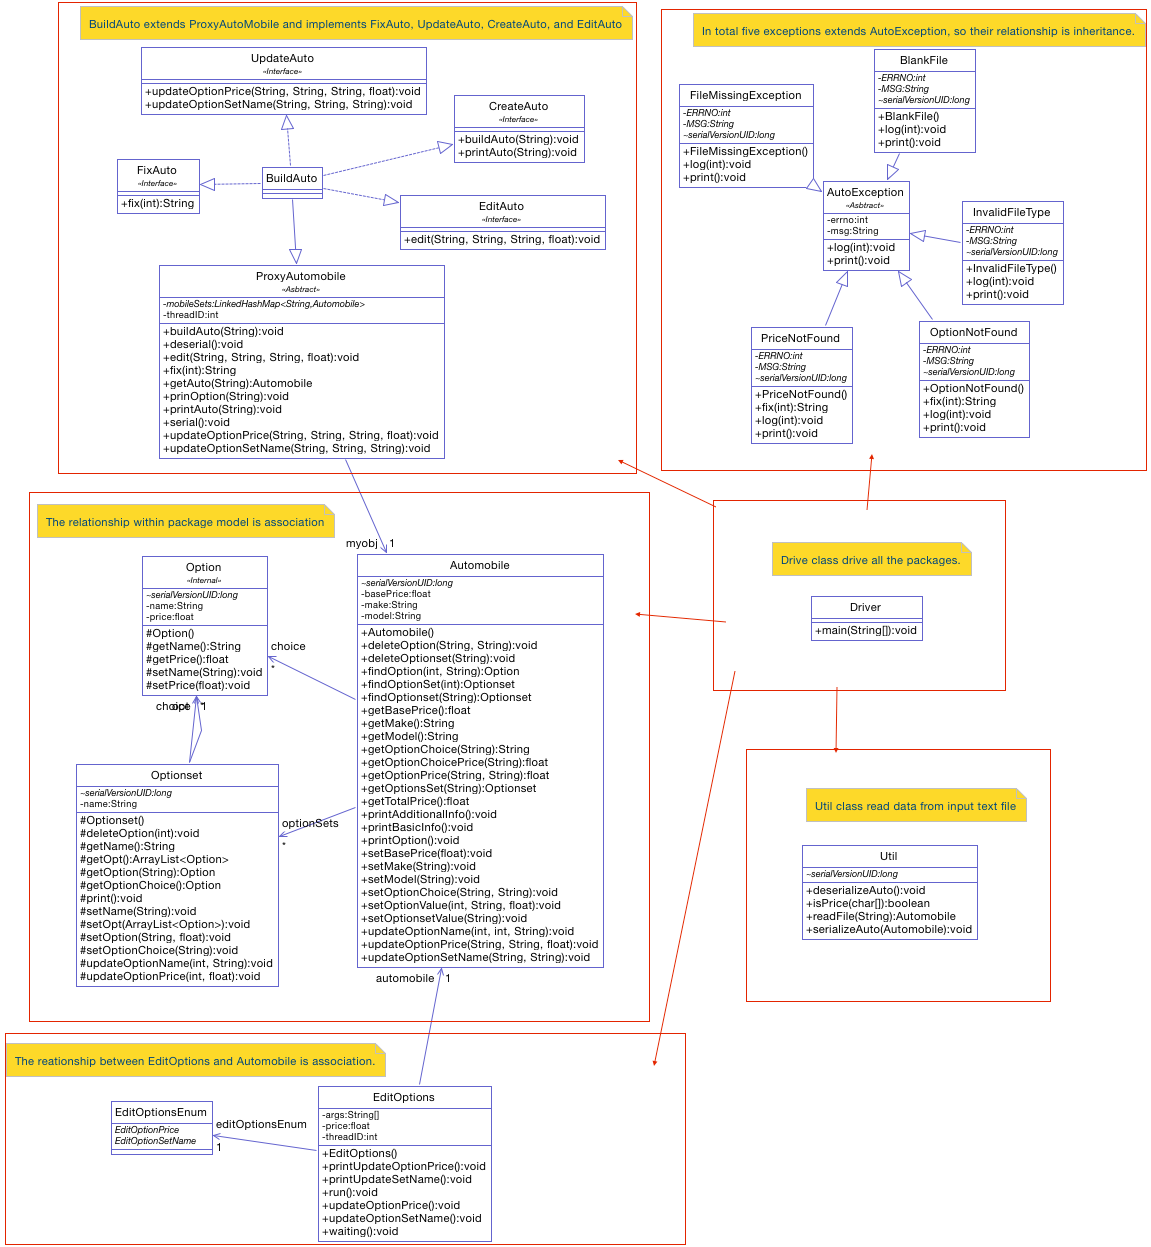 BuildAuto extends ProxyAutoMobile and implements FixAuto, UpdateAuto, CreateAuto, and EditAuto
UpdateAuto
«Interface»
+updateOptionPrice(String, String, String, float):void
+updateOptionSetName(String, String, String):void
CreateAuto
«Interface»
+buildAuto(String):void
+printAuto(String):void
FixAuto
«Interface»
+fix(int):String
BuildAuto
EditAuto
«Interface»
+edit(String, String, String, float):void
ProxyAutomobile
«Asbtract»
-mobileSets:LinkedHashMap<String,Automobile>
-threadID:int
+buildAuto(String):void
+deserial():void
+edit(String, String, String, float):void
+fix(int):String
+getAuto(String):Automobile
+prinOption(String):void
+printAuto(String):void
+serial():void
+updateOptionPrice(String, String, String, float):void
+updateOptionSetName(String, String, String):void
In total five exceptions extends AutoException, so their relationship is inheritance.
BlankFile
-ERRNO:int
-MSG:String
~serialVersionUID:long
+BlankFile()
+log(int):void
+print():void
FileMissingException
-ERRNO:int
-MSG:String
~serialVersionUID:long
+FileMissingException()
+log(int):void
+print():void
AutoException
«Asbtract»
-errno:int
-msg:String
+log(int):void
+print():void
InvalidFileType
-ERRNO:int
-MSG:String
~serialVersionUID:long
+InvalidFileType()
+log(int):void
+print():void
PriceNotFound
-ERRNO:int
-MSG:String
~serialVersionUID:long
+PriceNotFound()
+fix(int):String
+log(int):void
+print():void
OptionNotFound
-ERRNO:int
-MSG:String
~serialVersionUID:long
+OptionNotFound()
+fix(int):String
+log(int):void
+print():void
The relationship within package model is association
myobj 1
Option
«Internal»
~serialVersionUID:long
-name:String
-price:float
#Option()
#getName():String
#getPrice():float
#setName(String):void
#setPrice(float):void
choice
*
choice
opt
*
1
Optionset
~serialVersionUID:long
-name:String
#Optionset()
#deleteOption(int):void
#getName():String
#getOpt():ArrayList<Option>
#getOption(String):Option
#getOptionChoice():Option
#print():void
#setName(String):void
#setOpt(ArrayList<Option>):void
#setOption(String, float):void
#setOptionChoice(String):void
#updateOptionName(int, String):void
#updateOptionPrice(int, float):void
optionSets
*
Automobile
~serialVersionUID:long
-basePrice:float
-make:String
-model:String
+Automobile()
+deleteOption(String, String):void
+deleteOptionset(String):void
+findOption(int, String):Option
+findOptionSet(int):Optionset
+findOptionset(String):Optionset
+getBasePrice():float
+getMake():String
+getModel():String
+getOptionChoice(String):String
+getOptionChoicePrice(String):float
+getOptionPrice(String, String):float
+getOptionsSet(String):Optionset
+getTotalPrice():float
+printAdditionalInfo():void
+printBasicInfo():void
+printOption():void
+setBasePrice(float):void
+setMake(String):void
+setModel(String):void
+setOptionChoice(String, String):void
+setOptionValue(int, String, float):void
+setOptionsetValue(String):void
+updateOptionName(int, int, String):void
+updateOptionPrice(String, String, float):void
+updateOptionSetName(String, String):void
automobile 1
Drive class drive all the packages.
Driver
+main(String[]):void
Util class read data from input text file
Util
~serialVersionUID:long
+deserializeAuto():void
+isPrice(char[]):boolean
+readFile(String):Automobile
+serializeAuto(Automobile):void
The reationship between EditOptions and Automobile is association.
EditOptionsEnum
EditOptionPrice
EditOptionSetName
editOptionsEnum
1
EditOptions
-args:String[]
-price:float
-threadID:int
+EditOptions()
+printUpdateOptionPrice():void
+printUpdateSetName():void
+run():void
+updateOptionPrice():void
+updateOptionSetName():void
+waiting():void